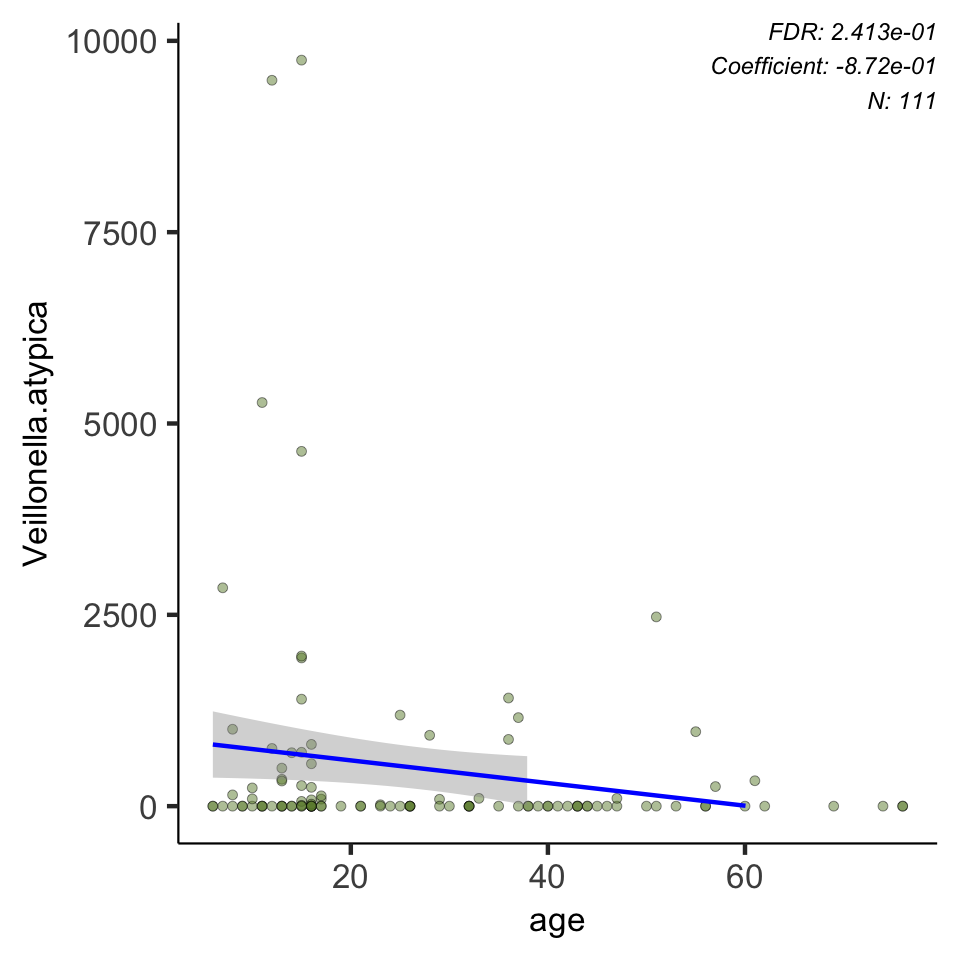 FDR: 2.413e-01
Coefficient: -8.72e-01
N: 111
10000
7500
5000
2500
0
Veillonella.atypica
20 40 60
age